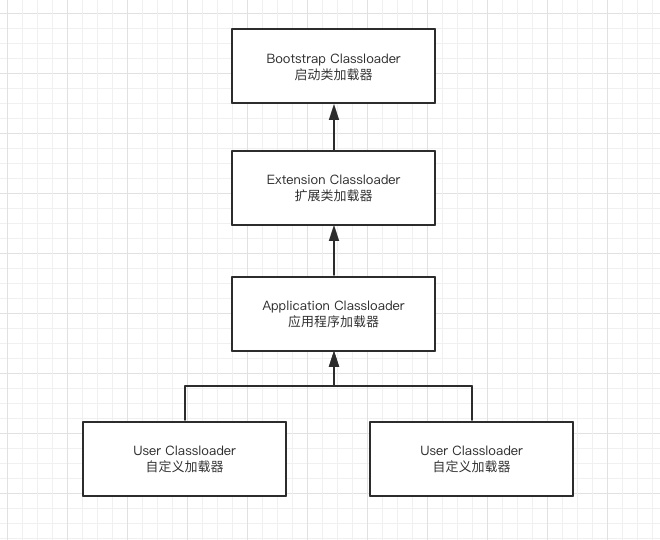 Bootstrap Classloader
启动类加载器
Extension Classloader
扩展类加载器
Application Classloader
应用程序加载器
User Classloader
自定义加载器
User Classloader
自定义加载器